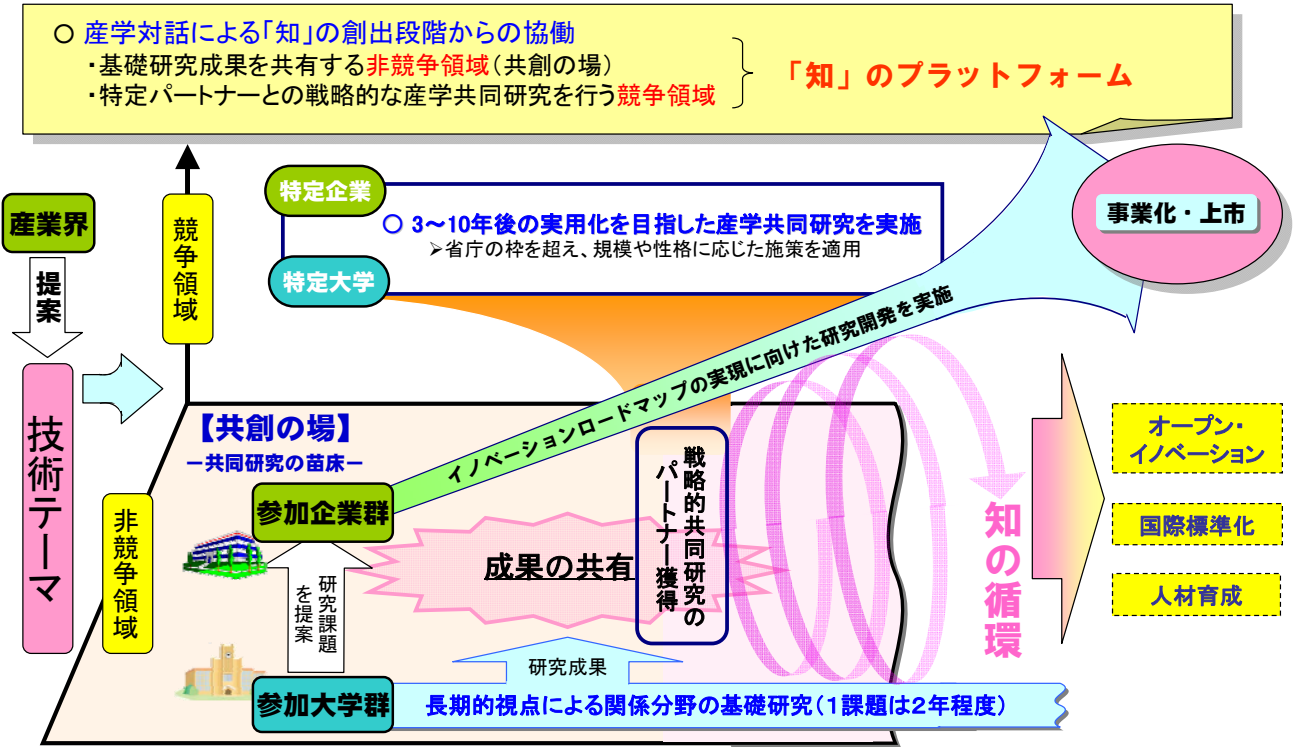 ○ 産学対話による「知」の創出段階からの協働
・基礎研究成果を共有する非競争領域(共創の場)
・特定パートナーとの戦略的な産学共同研究を行う競争領域
「知」のプラットフォーム
産業界
提案
技術テーマ
競争領域
非競争領域
特定企業
特定大学
○ 3～10年後の実用化を目指した産学共同研究を実施
➢省庁の枠を超え、規模や性格に応じた施策を適用
事業化・上市
イノベーションロードマップの実現に向けた研究開発を実施
【共創の場】
－共同研究の苗床－
参加企業群
研究課題
を提案
参加大学群
成果の共有
戦略的共同研究の
パートナー獲得
研究成果
長期的視点による関係分野の基礎研究(1課題は2年程度)
知の循環
オープン・
イノベーション
国際標準化
人材育成